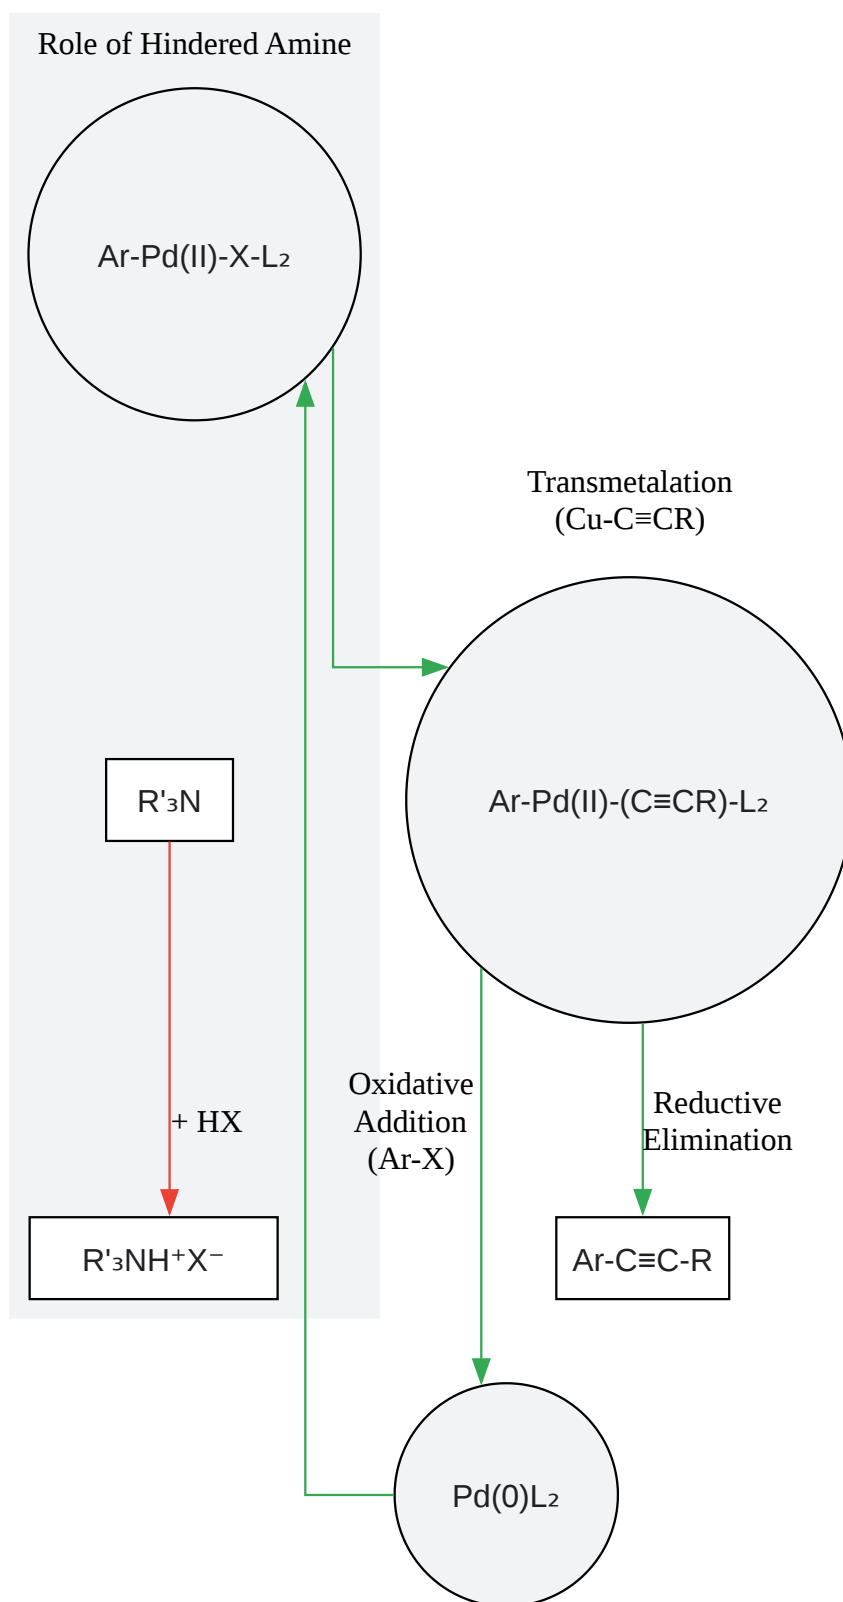 Role of Hindered Amine
Ar-Pd(II)-X-L₂
Transmetalation
(Cu-C≡CR)
R'₃N
Ar-Pd(II)-(C≡CR)-L₂
Oxidative
Addition
(Ar-X)
+ HX
Reductive
Elimination
R'₃NH⁺X⁻
Ar-C≡C-R
Pd(0)L₂